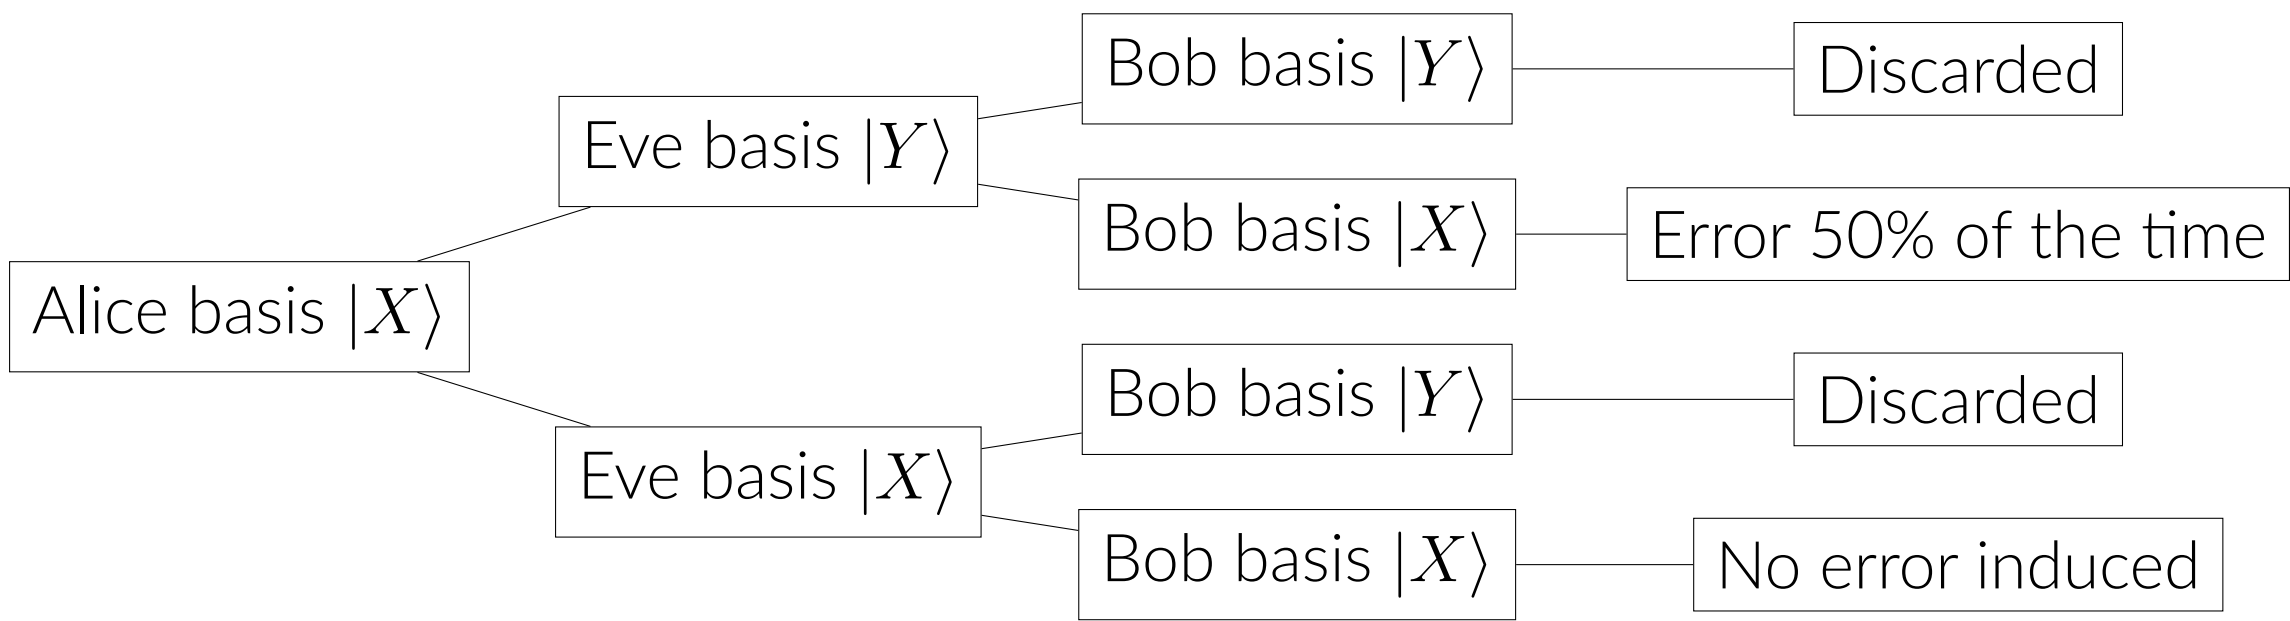 Bob basis |Y⟩
Discarded
Eve basis |Y⟩
Bob basis |X⟩
Error 50% of the time
Alice basis |X⟩
Bob basis |Y⟩
Discarded
Eve basis |X⟩
Bob basis |X⟩
No error induced